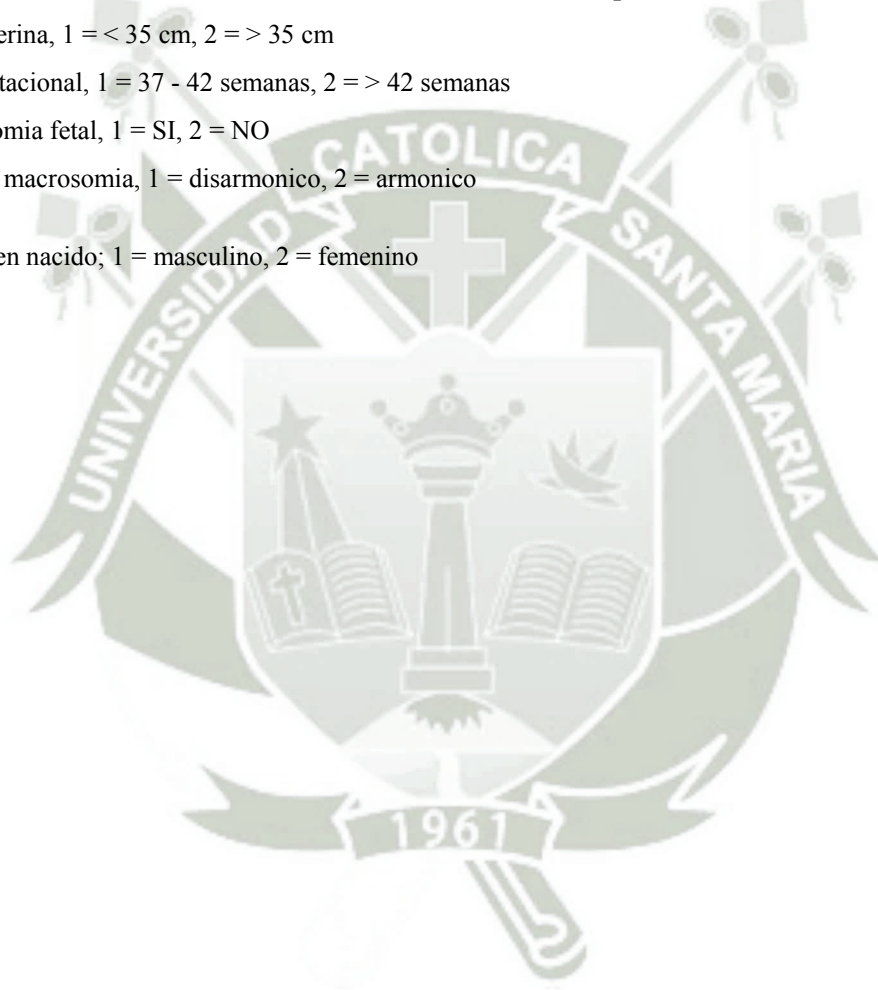 erina, 1 = < 35 cm, 2 = > 35 cm
tacional, 1 = 37 - 42 semanas, 2 = > 42 semanas
omia fetal, 1 = SI, 2 = NO
macrosomia, 1 = disarmonico, 2 = armonico
en nacido; 1 = masculino, 2 = femenino
UNIVERSIDAD CATOLICA SANTA MARIA
1961